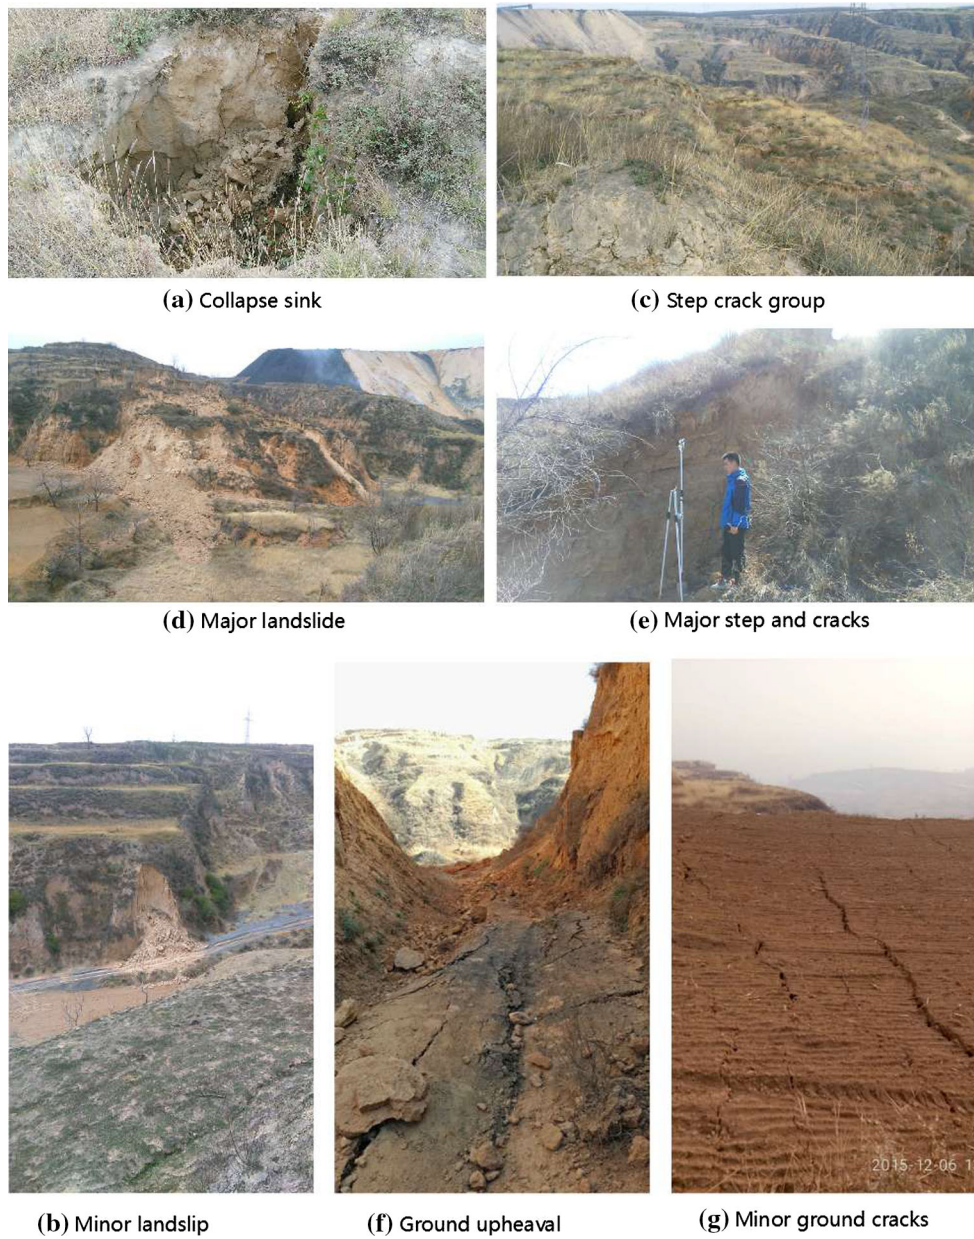 (a) Collapse sink
(c) Step crack group
(d) Major landslide
(e) Major step and cracks
2015-12-06 1
(b) Minor landslip
(f) Ground upheaval
(g) Minor ground cracks